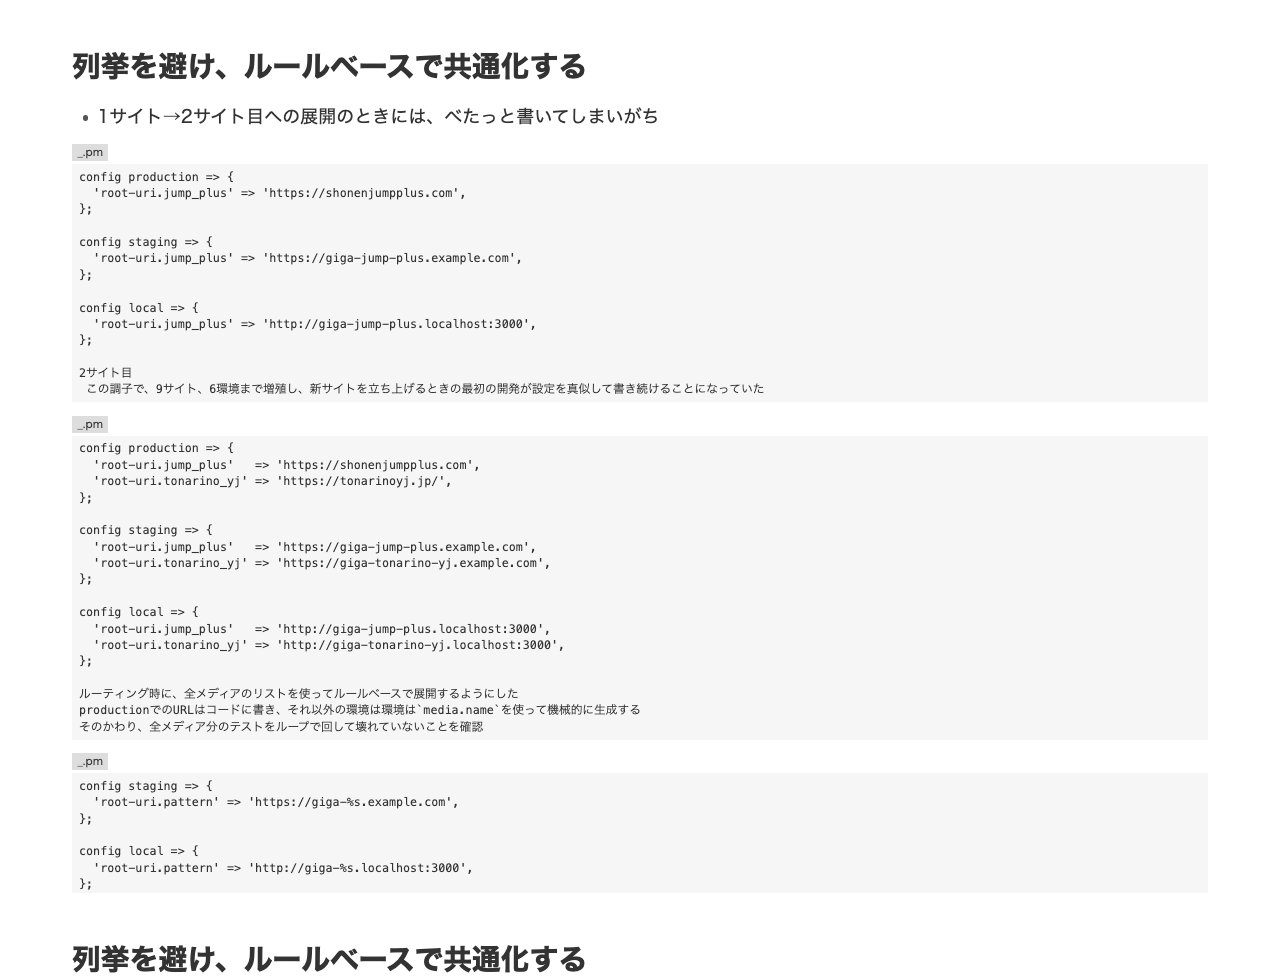 列挙を避け、ルールベースで共通化する
• 1サイト→2サイト目への展開のときには、べたっと書いてしまいがち
_.pm
config production => {
  'root-uri.jump_plus' => 'https://shonenjumpplus.com',
};

config staging => {
  'root-uri.jump_plus' => 'https://giga-jump-plus.example.com',
};

config local => {
  'root-uri.jump_plus' => 'http://giga-jump-plus.localhost:3000',
};

2サイト目
 この調子で、9サイト、6環境まで増殖し、新サイトを立ち上げるときの最初の開発が設定を真似して書き続けることになっていた
_.pm
config production => {
  'root-uri.jump_plus'   => 'https://shonenjumpplus.com',
  'root-uri.tonarino_yj' => 'https://tonarinoyj.jp/',
};

config staging => {
  'root-uri.jump_plus'   => 'https://giga-jump-plus.example.com',
  'root-uri.tonarino_yj' => 'https://giga-tonarino-yj.example.com',
};

config local => {
  'root-uri.jump_plus'   => 'http://giga-jump-plus.localhost:3000',
  'root-uri.tonarino_yj' => 'http://giga-tonarino-yj.localhost:3000',
};

ルーティング時に、全メディアのリストを使ってルールベースで展開するようにした
productionでのURLはコードに書き、それ以外の環境は環境は`media.name`を使って機械的に生成する
そのかわり、全メディア分のテストをループで回して壊れていないことを確認
_.pm
config staging => {
  'root-uri.pattern' => 'https://giga-%s.example.com',
};

config local => {
  'root-uri.pattern' => 'http://giga-%s.localhost:3000',
};
列挙を避け、ルールベースで共通化する